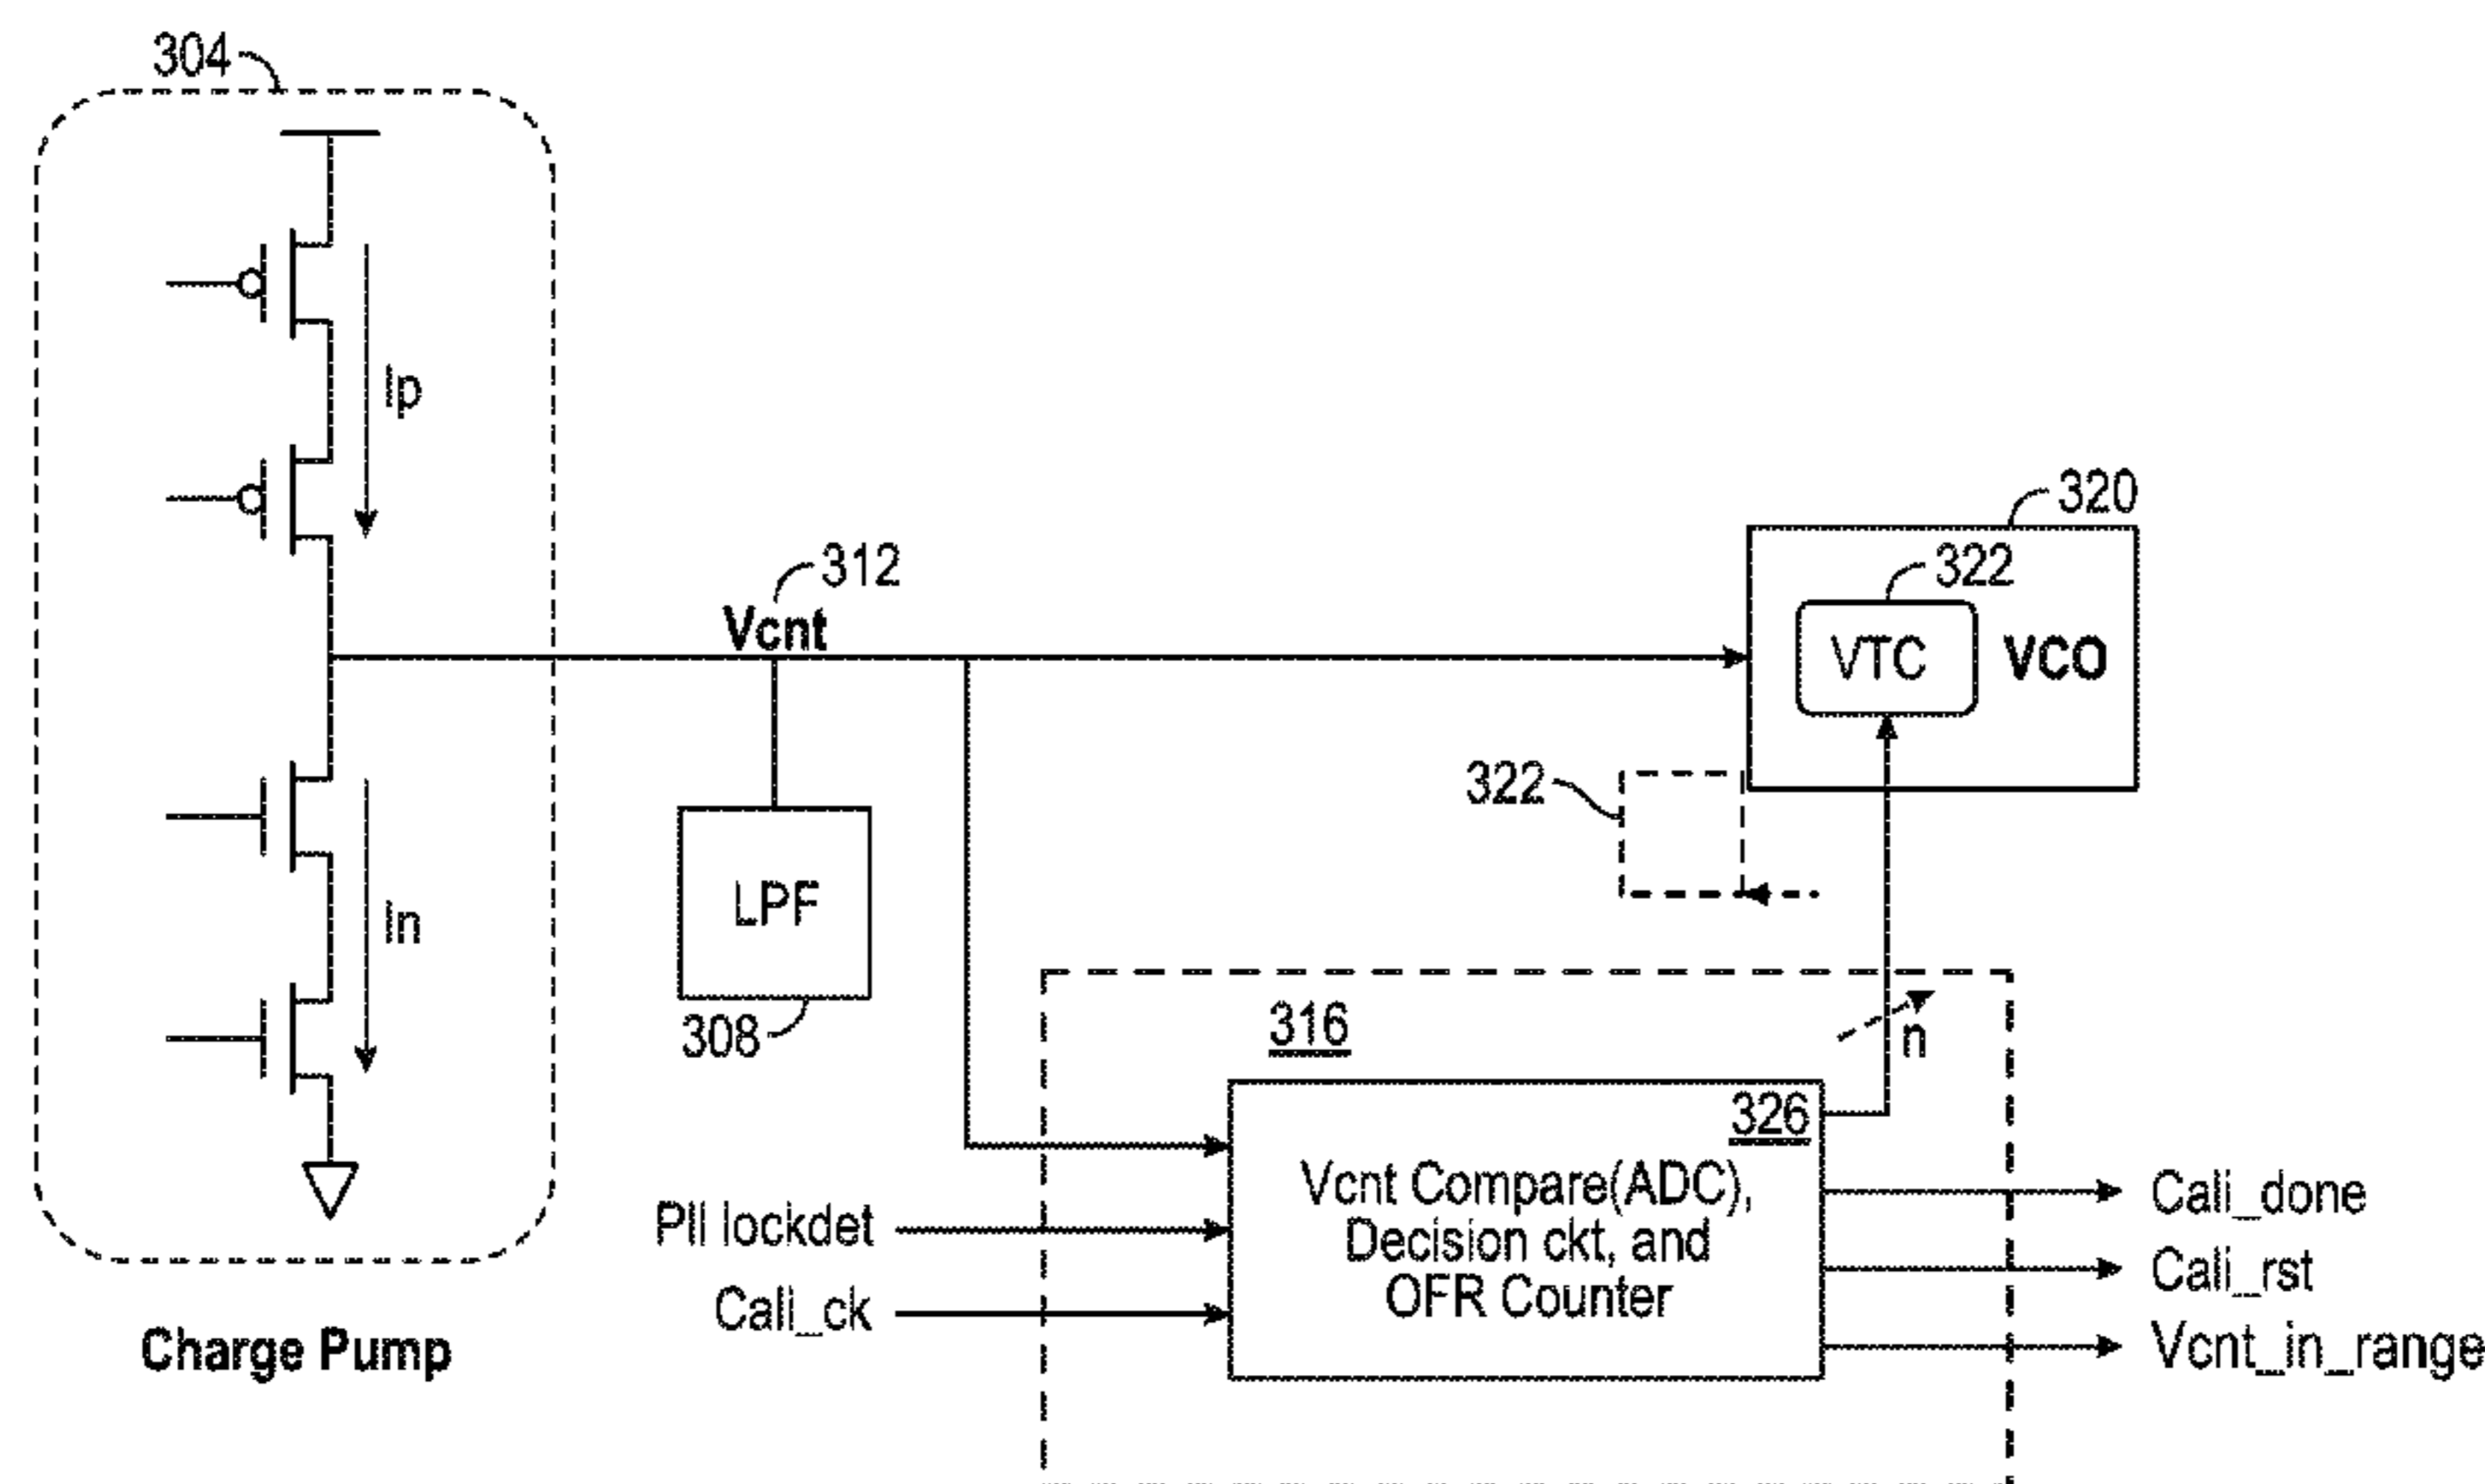 304
Ip
320
322
312
Vcnt
VTC
VCO
322
LPF
In
316
308
n
326
Vcnt Compare(ADC),
Decision ckt, and
OFR Counter
Pll lockdet
Cali_ck
Cali_done
Cali_rst
Vcnt_in_range
Charge Pump